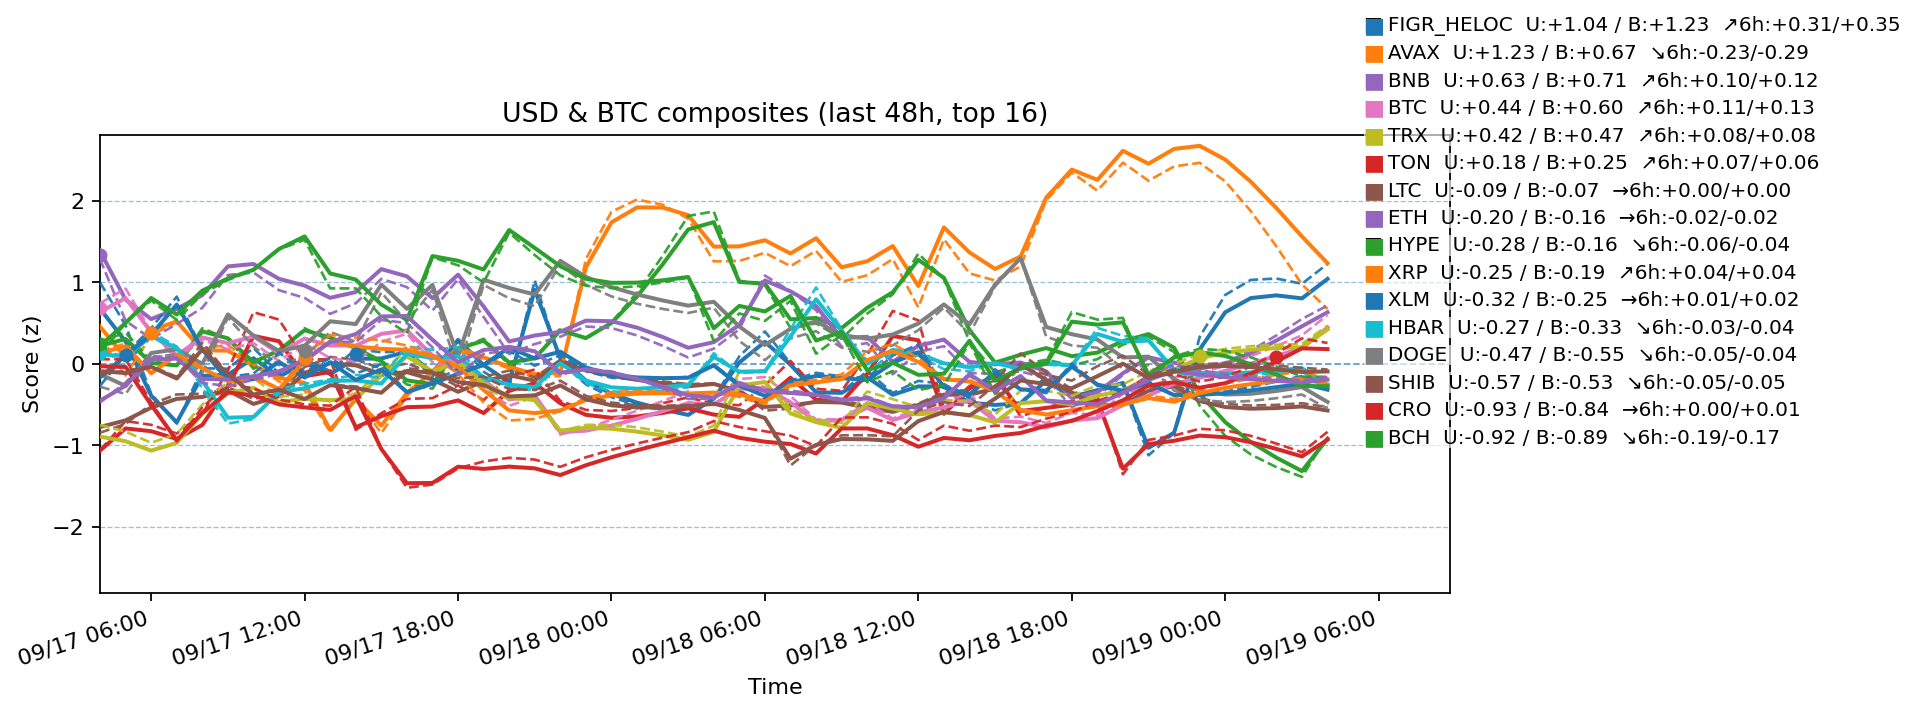 FIGR_HELOC  U:+1.04 / B:+1.23  ↗6h:+0.31/+0.35
AVAX  U:+1.23 / B:+0.67  ↘6h:-0.23/-0.29
BNB  U:+0.63 / B:+0.71  ↗6h:+0.10/+0.12
BTC  U:+0.44 / B:+0.60  ↗6h:+0.11/+0.13
TRX  U:+0.42 / B:+0.47  ↗6h:+0.08/+0.08
TON  U:+0.18 / B:+0.25  ↗6h:+0.07/+0.06
LTC  U:-0.09 / B:-0.07  →6h:+0.00/+0.00
ETH  U:-0.20 / B:-0.16  →6h:-0.02/-0.02
HYPE  U:-0.28 / B:-0.16  ↘6h:-0.06/-0.04
XRP  U:-0.25 / B:-0.19  ↗6h:+0.04/+0.04
XLM  U:-0.32 / B:-0.25  →6h:+0.01/+0.02
HBAR  U:-0.27 / B:-0.33  ↘6h:-0.03/-0.04
DOGE  U:-0.47 / B:-0.55  ↘6h:-0.05/-0.04
SHIB  U:-0.57 / B:-0.53  ↘6h:-0.05/-0.05
CRO  U:-0.93 / B:-0.84  →6h:+0.00/+0.01
BCH  U:-0.92 / B:-0.89  ↘6h:-0.19/-0.17
USD & BTC composites (last 48h, top 16)
Score (z)
2
1
0
−1
−2
09/17 06:00
09/17 12:00
09/17 18:00
09/18 00:00
09/18 06:00
09/18 12:00
09/18 18:00
09/19 00:00
09/19 06:00
Time